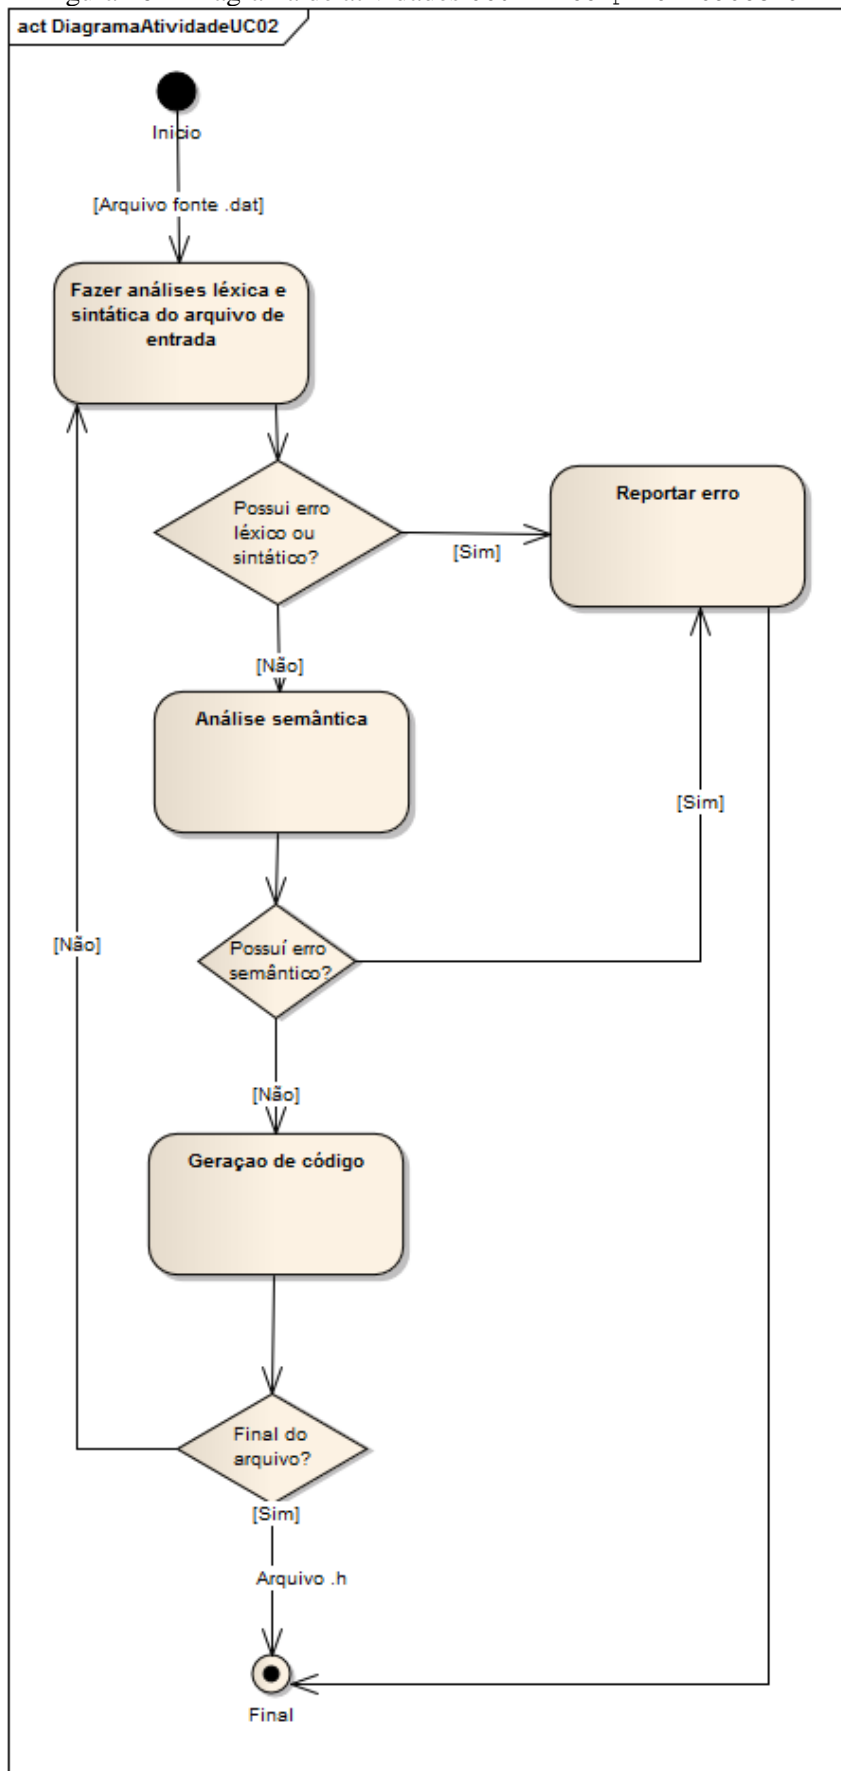 act DiagramaAtividadeUC02
Inicio
[Arquivo fonte .dat]
Fazer análises léxica e
sintática do arquivo de
entrada
Possui erro
léxico ou
sintático?
[Sim]
Reportar erro
[Não]
Análise semântica
[Sim]
[Não]
Possuí erro
semântico?
[Não]
Geraçao de código
Final do
arquivo?
[Sim]
Arquivo .h
Final